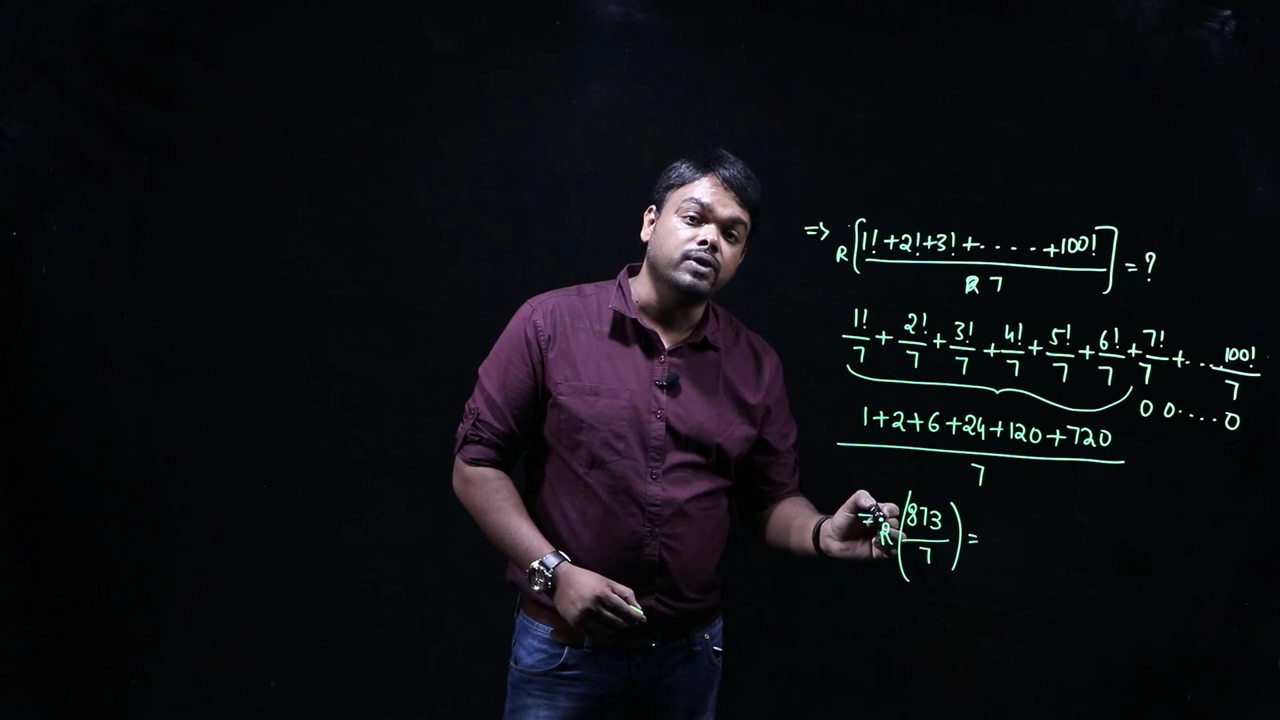 => R [ 1! + 2! + 3! + ..... + 100! / 7 ] = ?
1!/7 + 2!/7 + 3!/7 + 4!/7 + 5!/7 + 6!/7 + 7!/7 + ... 100!/7
0 0 .... 0
1 + 2 + 6 + 24 + 120 + 720 / 7
R ( 873 / 7 ) =